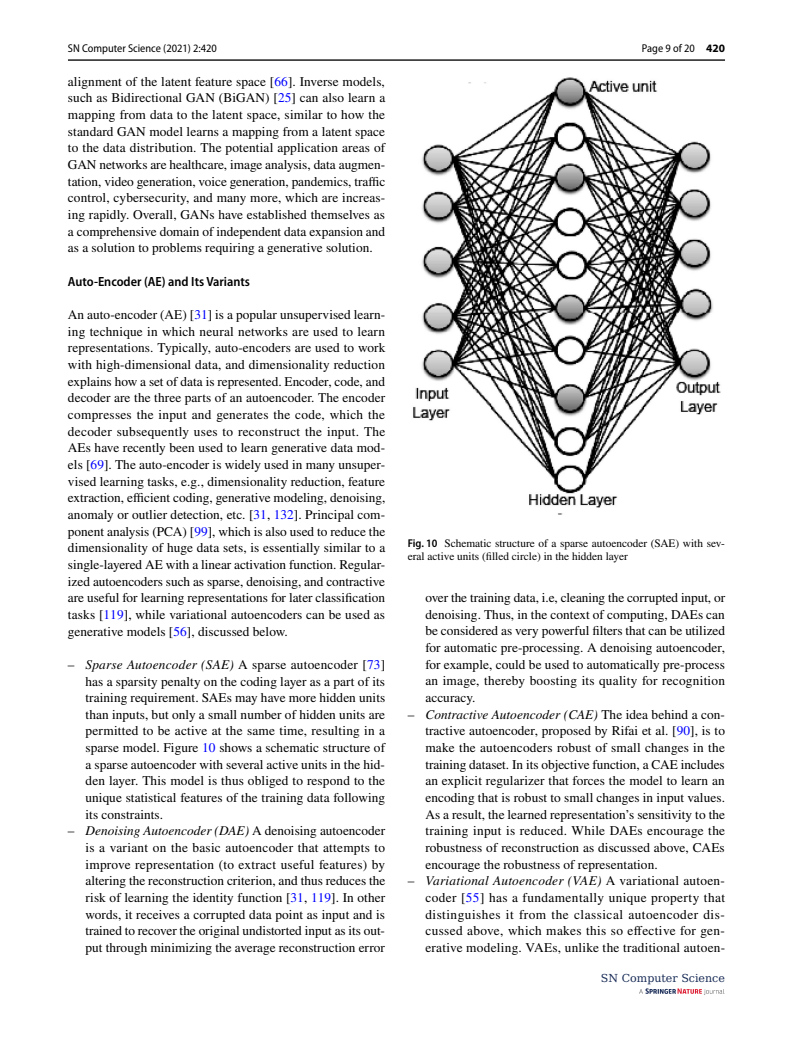 SN Computer Science (2021) 2:420
Page 9 of 20 420
alignment of the latent feature space [66]. Inverse models,
such as Bidirectional GAN (BiGAN) [25] can also learn a
mapping from data to the latent space, similar to how the
standard GAN model learns a mapping from a latent space
to the data distribution. The potential application areas of
GAN networks are healthcare, image analysis, data augmen-
tation, video generation, voice generation, pandemics, traffic
control, cybersecurity, and many more, which are increas-
ing rapidly. Overall, GANs have established themselves as
a comprehensive domain of independent data expansion and
as a solution to problems requiring a generative solution.
Auto-Encoder (AE) and Its Variants
An auto-encoder (AE) [31] is a popular unsupervised learn-
ing technique in which neural networks are used to learn
representations. Typically, auto-encoders are used to work
with high-dimensional data, and dimensionality reduction
explains how a set of data is represented. Encoder, code, and
decoder are the three parts of an autoencoder. The encoder
compresses the input and generates the code, which the
decoder subsequently uses to reconstruct the input. The
AEs have recently been used to learn generative data mod-
els [69]. The auto-encoder is widely used in many unsuper-
vised learning tasks, e.g., dimensionality reduction, feature
extraction, efficient coding, generative modeling, denoising,
anomaly or outlier detection, etc. [31, 132]. Principal com-
ponent analysis (PCA) [99], which is also used to reduce the
dimensionality of huge data sets, is essentially similar to a
single-layered AE with a linear activation function. Regular-
ized autoencoders such as sparse, denoising, and contractive
are useful for learning representations for later classification
tasks [119], while variational autoencoders can be used as
generative models [56], discussed below.
– Sparse Autoencoder (SAE) A sparse autoencoder [73]
has a sparsity penalty on the coding layer as a part of its
training requirement. SAEs may have more hidden units
than inputs, but only a small number of hidden units are
permitted to be active at the same time, resulting in a
sparse model. Figure 10 shows a schematic structure of
a sparse autoencoder with several active units in the hid-
den layer. This model is thus obliged to respond to the
unique statistical features of the training data following
its constraints.
– Denoising Autoencoder (DAE) A denoising autoencoder
is a variant on the basic autoencoder that attempts to
improve representation (to extract useful features) by
altering the reconstruction criterion, and thus reduces the
risk of learning the identity function [31, 119]. In other
words, it receives a corrupted data point as input and is
trained to recover the original undistorted input as its out-
put through minimizing the average reconstruction error
Active unit
Input
Layer
Output
Layer
Hidden Layer
Fig. 10 Schematic structure of a sparse autoencoder (SAE) with sev-
eral active units (filled circle) in the hidden layer
over the training data, i.e, cleaning the corrupted input, or
denoising. Thus, in the context of computing, DAEs can
be considered as very powerful filters that can be utilized
for automatic pre-processing. A denoising autoencoder,
for example, could be used to automatically pre-process
an image, thereby boosting its quality for recognition
accuracy.
– Contractive Autoencoder (CAE) The idea behind a con-
tractive autoencoder, proposed by Rifai et al. [90], is to
make the autoencoders robust of small changes in the
training dataset. In its objective function, a CAE includes
an explicit regularizer that forces the model to learn an
encoding that is robust to small changes in input values.
As a result, the learned representation's sensitivity to the
training input is reduced. While DAEs encourage the
robustness of reconstruction as discussed above, CAEs
encourage the robustness of representation.
– Variational Autoencoder (VAE) A variational autoen-
coder [55] has a fundamentally unique property that
distinguishes it from the classical autoencoder dis-
cussed above, which makes this so effective for gen-
erative modeling. VAEs, unlike the traditional autoen-
SN Computer Science
A SPRINGER NATURE journal